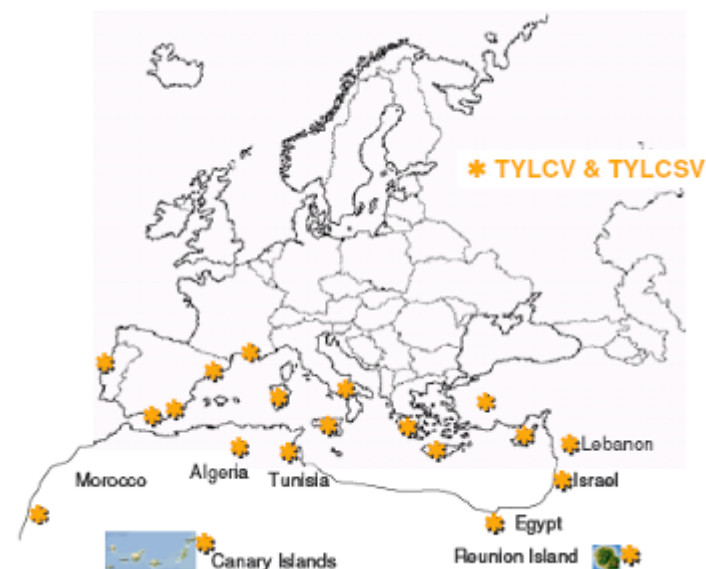 TYLCV & TYLCSV
Lebanon
Algeria
Morocco
Tunisia
Israel
Egypt
Canary Islands
Reunion Island